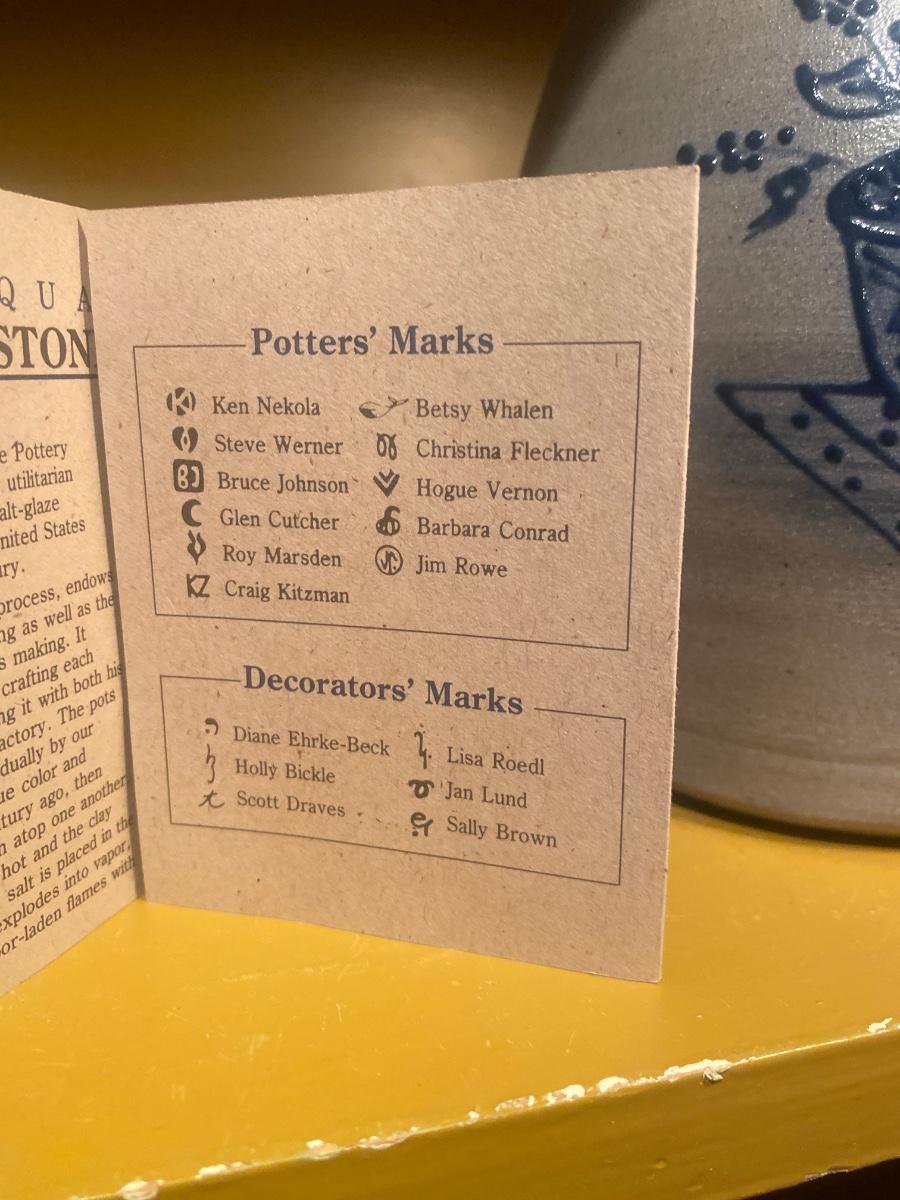 Q U A
STON
e Pottery
utilitarian
alt-glaze
nited States
ry.
process, endows
ng as well as the
s making. It
crafting each
ng it with both his
actory. The pots
dually by our
ue color and
tury ago, then
n atop one another
hot and the clay
salt is placed in the
explodes into vapor.
or-laden flames with
Potters' Marks
Ken Nekola
Steve Werner
Bruce Johnson
Glen Cutcher
Roy Marsden
Craig Kitzman
Betsy Whalen
Christina Fleckner
Hogue Vernon
Barbara Conrad
Jim Rowe
Decorators' Marks
Diane Ehrke-Beck
Holly Bickle
Scott Draves
Lisa Roedl
Jan Lund
Sally Brown